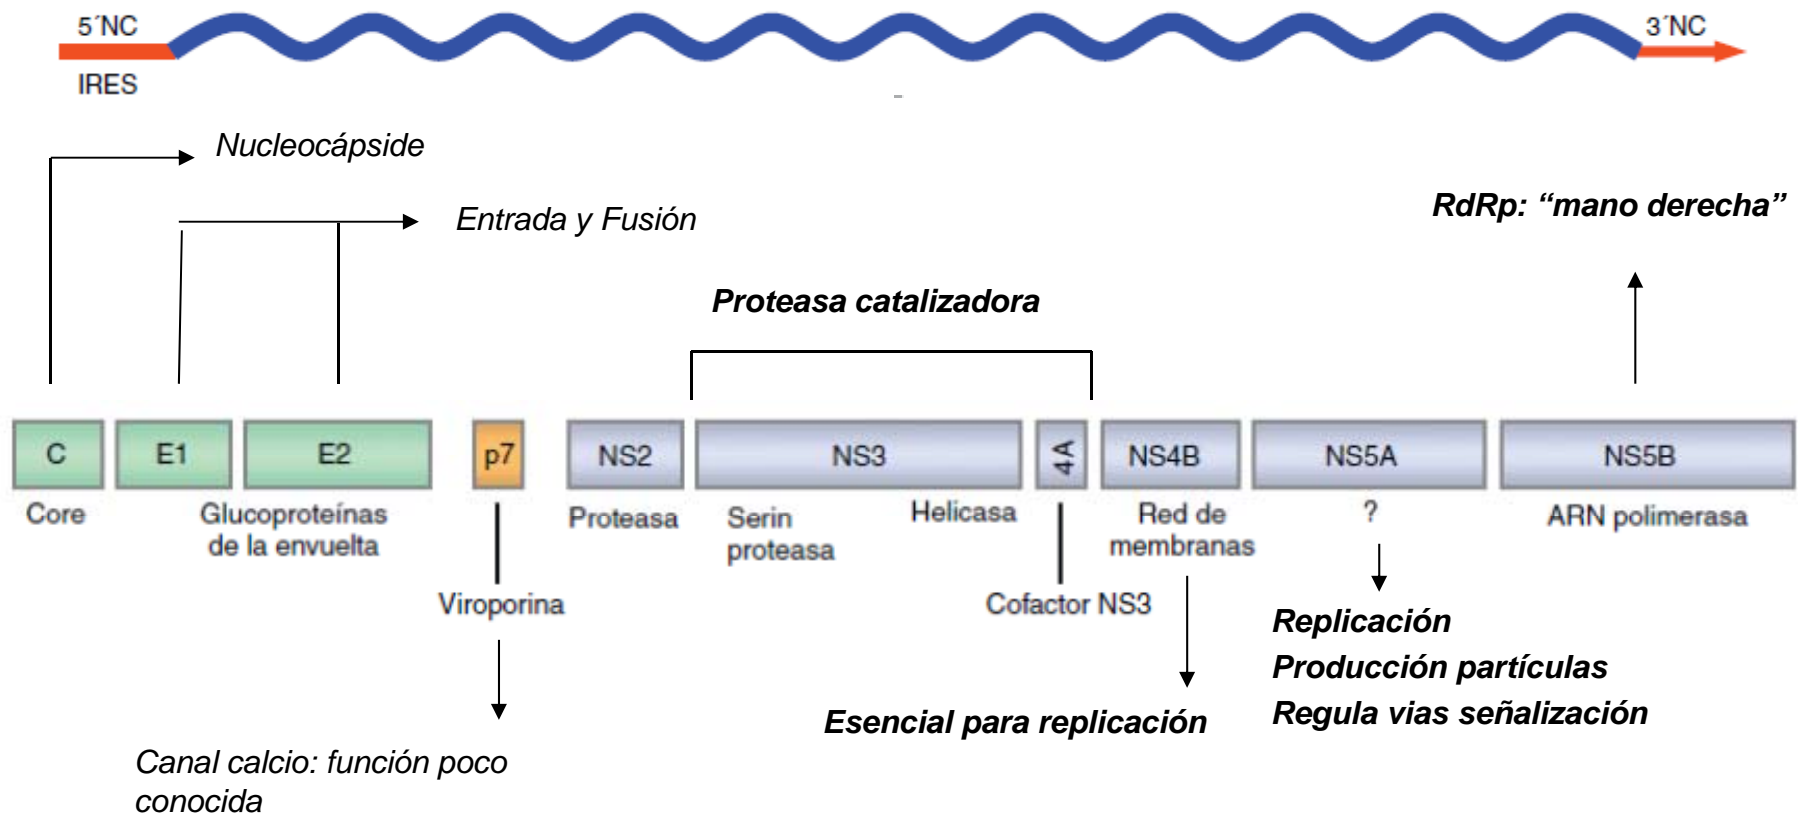 5´NC
3´NC
IRES
Nucleocápside
Entrada y Fusión
RdRp: “mano derecha”
Proteasa catalizadora
C
E1
E2
p7
NS2
NS3
4A
NS4B
NS5A
NS5B
Core
Glucoproteínas
de la envuelta
Proteasa
Serin
proteasa
Helicasa
Red de
membranas
?
ARN polimerasa
Viroporina
Cofactor NS3
Replicación
Producción partículas
Regula vias señalización
Esencial para replicación
Canal calcio: función poco
conocida